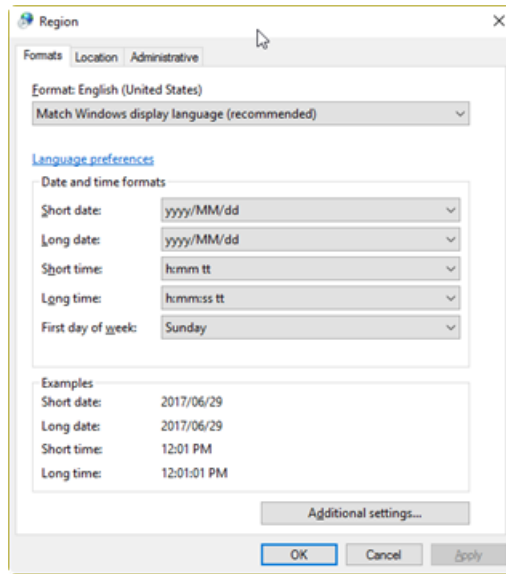 Region
Formats Location Administrative
Format: English (United States)
Match Windows display language (recommended)
Language preferences
Date and time formats
Short date: yyyy/MM/dd
Long date: yyyy/MM/dd
Short time: h:mm tt
Long time: h:mm:ss tt
First day of week: Sunday
Examples
Short date: 2017/06/29
Long date: 2017/06/29
Short time: 12:01 PM
Long time: 12:01:01 PM
Additional settings...
OK Cancel Apply